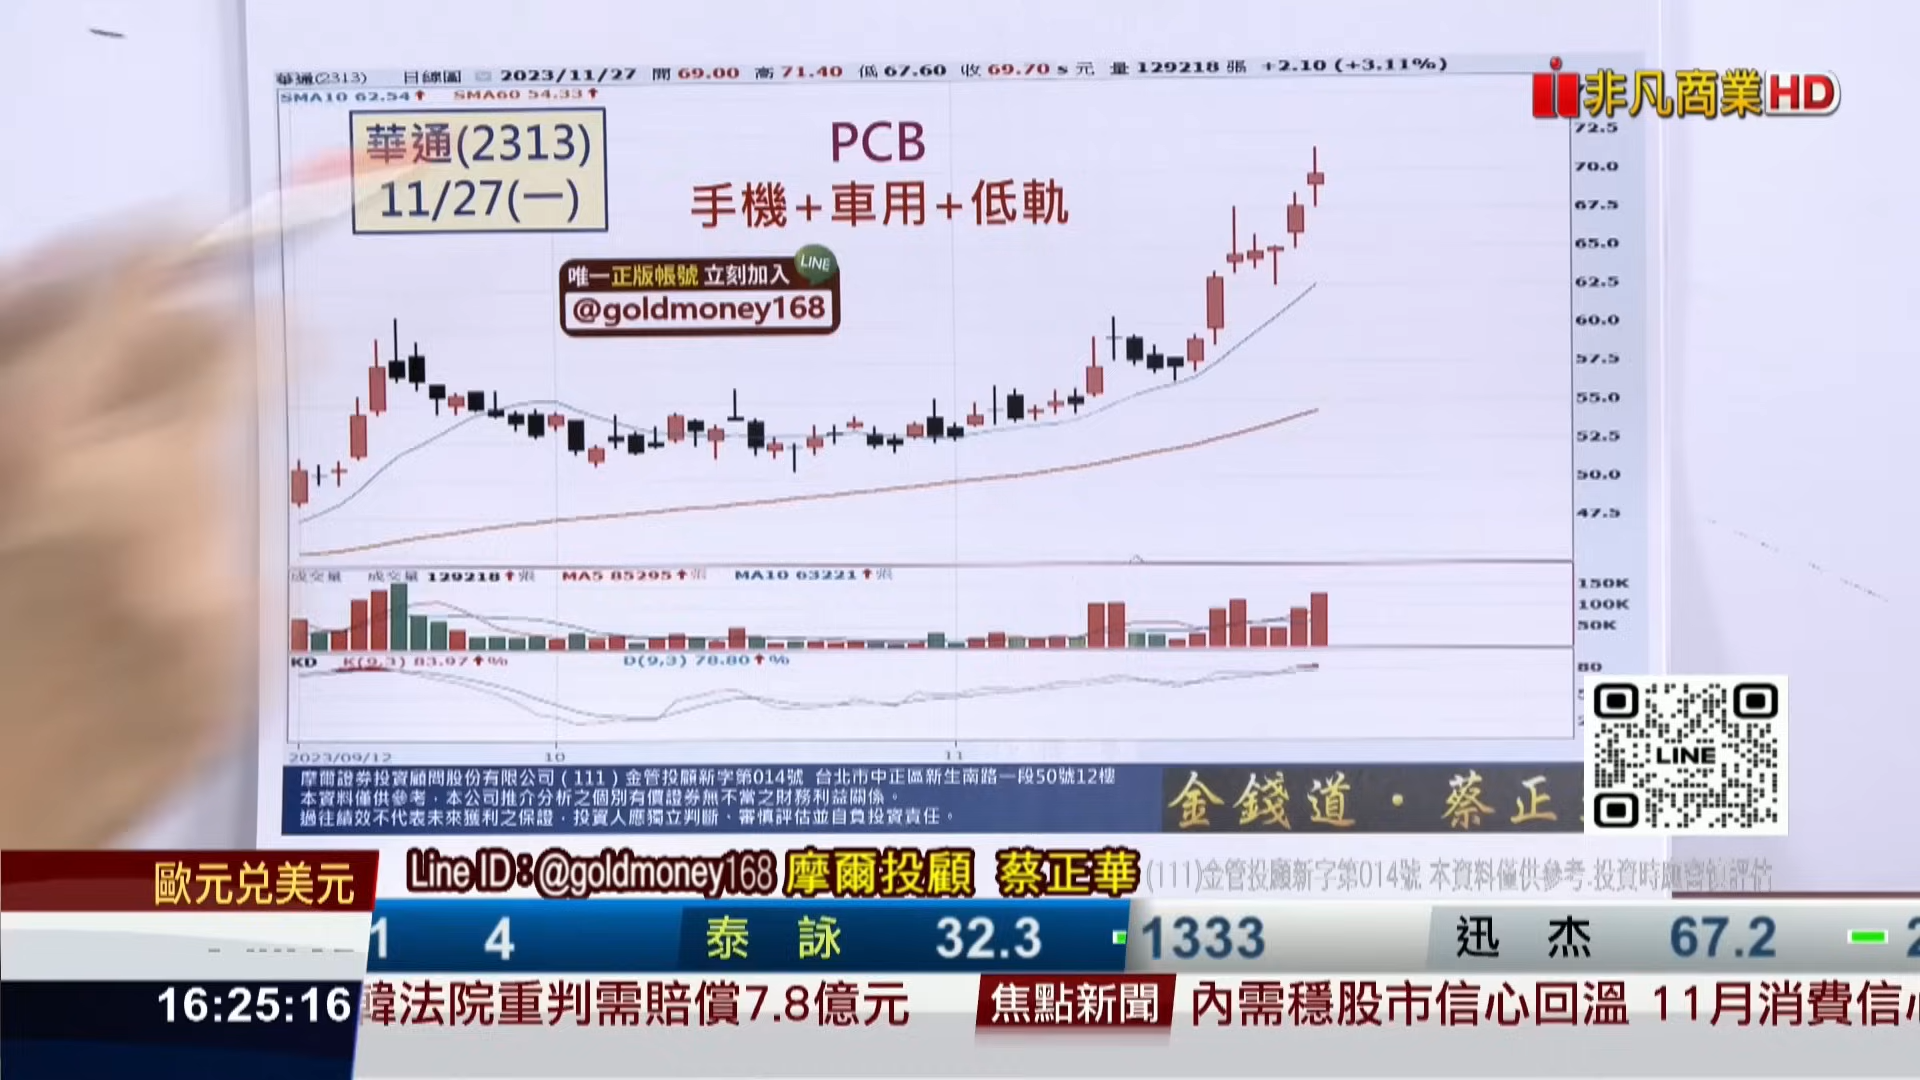 華通(2313) 日線圖 2023/11/27 開 69.00 高 71.40 低 67.60 收 69.70 s 元 量 129218 張 +2.10 (+3.11%)
SMA10 62.54↑ SMA60 54.33↑
非凡商業HD
華通(2313)
11/27(一)
PCB
手機+車用+低軌
LINE
唯一正版帳號 立刻加入
@goldmoney168
72.5
70.0
67.5
65.0
62.5
60.0
57.5
55.0
52.5
50.0
47.5
成交量 成交量 129218↑張 MA5 85295↑張 MA10 63221↑張
150K
100K
50K
KD K(9,3) 83.97↑% D(9,3) 78.80↑%
80
2023/09/12 10 11
LINE
摩爾證券投資顧問股份有限公司(111)金管投顧新字第014號 台北市中正區新生南路一段50號12樓
本資料僅供參考，本公司推介分析之個別有價證券無不當之財務利益關係。
過往績效不代表未來獲利之保證，投資人應獨立判斷、審慎評估並自負投資責任。
金錢道・蔡正
Line ID:@goldmoney168 摩爾投顧 蔡正華 (111)金管投顧新字第014號 本資料僅供參考.投資時應審慎評估
歐元兌美元
1 4 泰詠 32.3 1333 迅杰 67.2
16:25:16
韓法院重判需賠償7.8億元 焦點新聞 內需穩股市信心回溫 11月消費信心